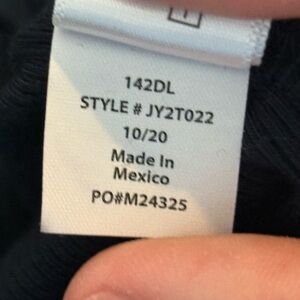 142DL
STYLE # JY2T022
10/20
Made In
Mexico
PO#M24325